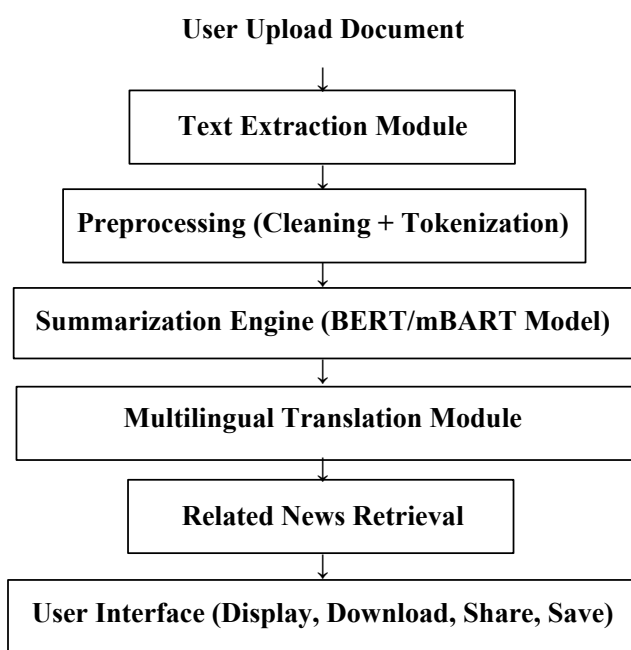 User Upload Document
↓
Text Extraction Module
↓
Preprocessing (Cleaning + Tokenization)
↓
Summarization Engine (BERT/mBART Model)
↓
Multilingual Translation Module
↓
Related News Retrieval
↓
User Interface (Display, Download, Share, Save)